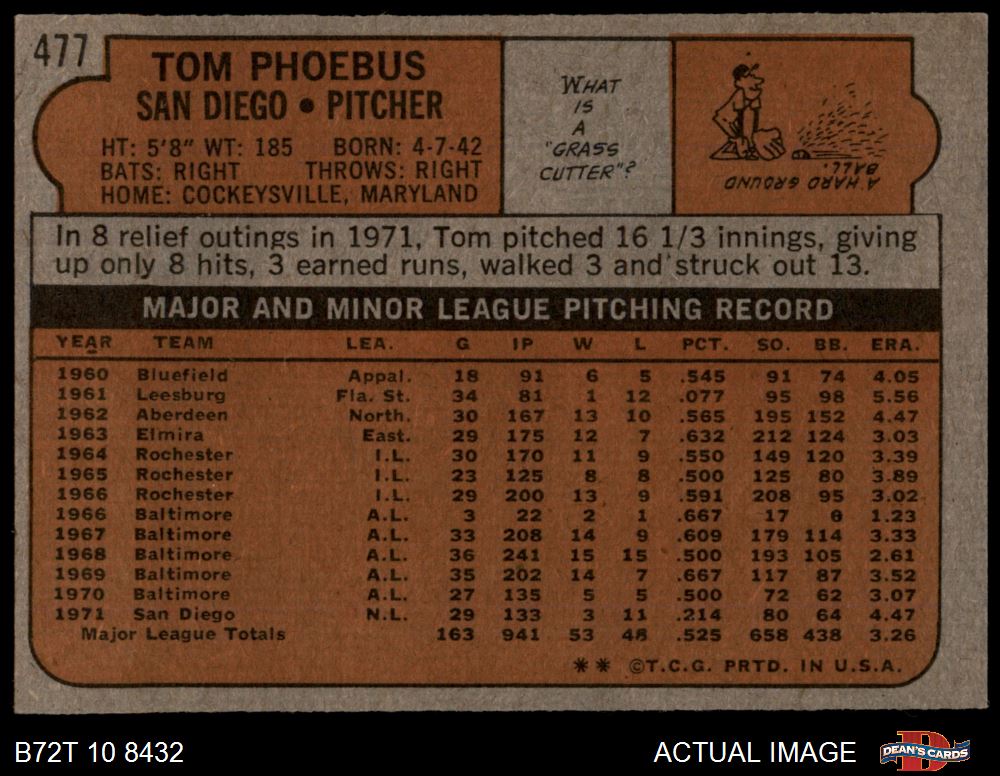 477
TOM PHOEBUS
SAN DIEGO • PITCHER
HT: 5'8" WT: 185 BORN: 4-7-42
BATS: RIGHT THROWS: RIGHT
HOME: COCKEYSVILLE, MARYLAND
WHAT
IS
A
"GRASS
CUTTER"?
A HARD GROUND
BALL
In 8 relief outings in 1971, Tom pitched 16 1/3 innings, giving
up only 8 hits, 3 earned runs, walked 3 and struck out 13.
MAJOR AND MINOR LEAGUE PITCHING RECORD
YEAR TEAM LEA. G IP W L PCT. SO. BB. ERA.
1960 Bluefield Appal. 18 91 6 5 .545 91 74 4.05
1961 Leesburg Fla. St. 34 81 1 12 .077 95 98 5.56
1962 Aberdeen North. 30 167 13 10 .565 195 152 4.47
1963 Elmira East. 29 175 12 7 .632 212 124 3.03
1964 Rochester I.L. 30 170 11 9 .550 149 120 3.39
1965 Rochester I.L. 23 125 8 8 .500 125 80 3.89
1966 Rochester I.L. 29 200 13 9 .591 208 95 3.02
1966 Baltimore A.L. 3 22 2 1 .667 17 6 1.23
1967 Baltimore A.L. 33 208 14 9 .609 179 114 3.33
1968 Baltimore A.L. 36 241 15 15 .500 193 105 2.61
1969 Baltimore A.L. 35 202 14 7 .667 117 87 3.52
1970 Baltimore A.L. 27 135 5 5 .500 72 62 3.07
1971 San Diego N.L. 29 133 3 11 .214 80 64 4.47
Major League Totals 163 941 53 48 .525 658 438 3.26
** ©T.C.G. PRTD. IN U.S.A.
B72T 10 8432
ACTUAL IMAGE
D
DEAN'S CARDS